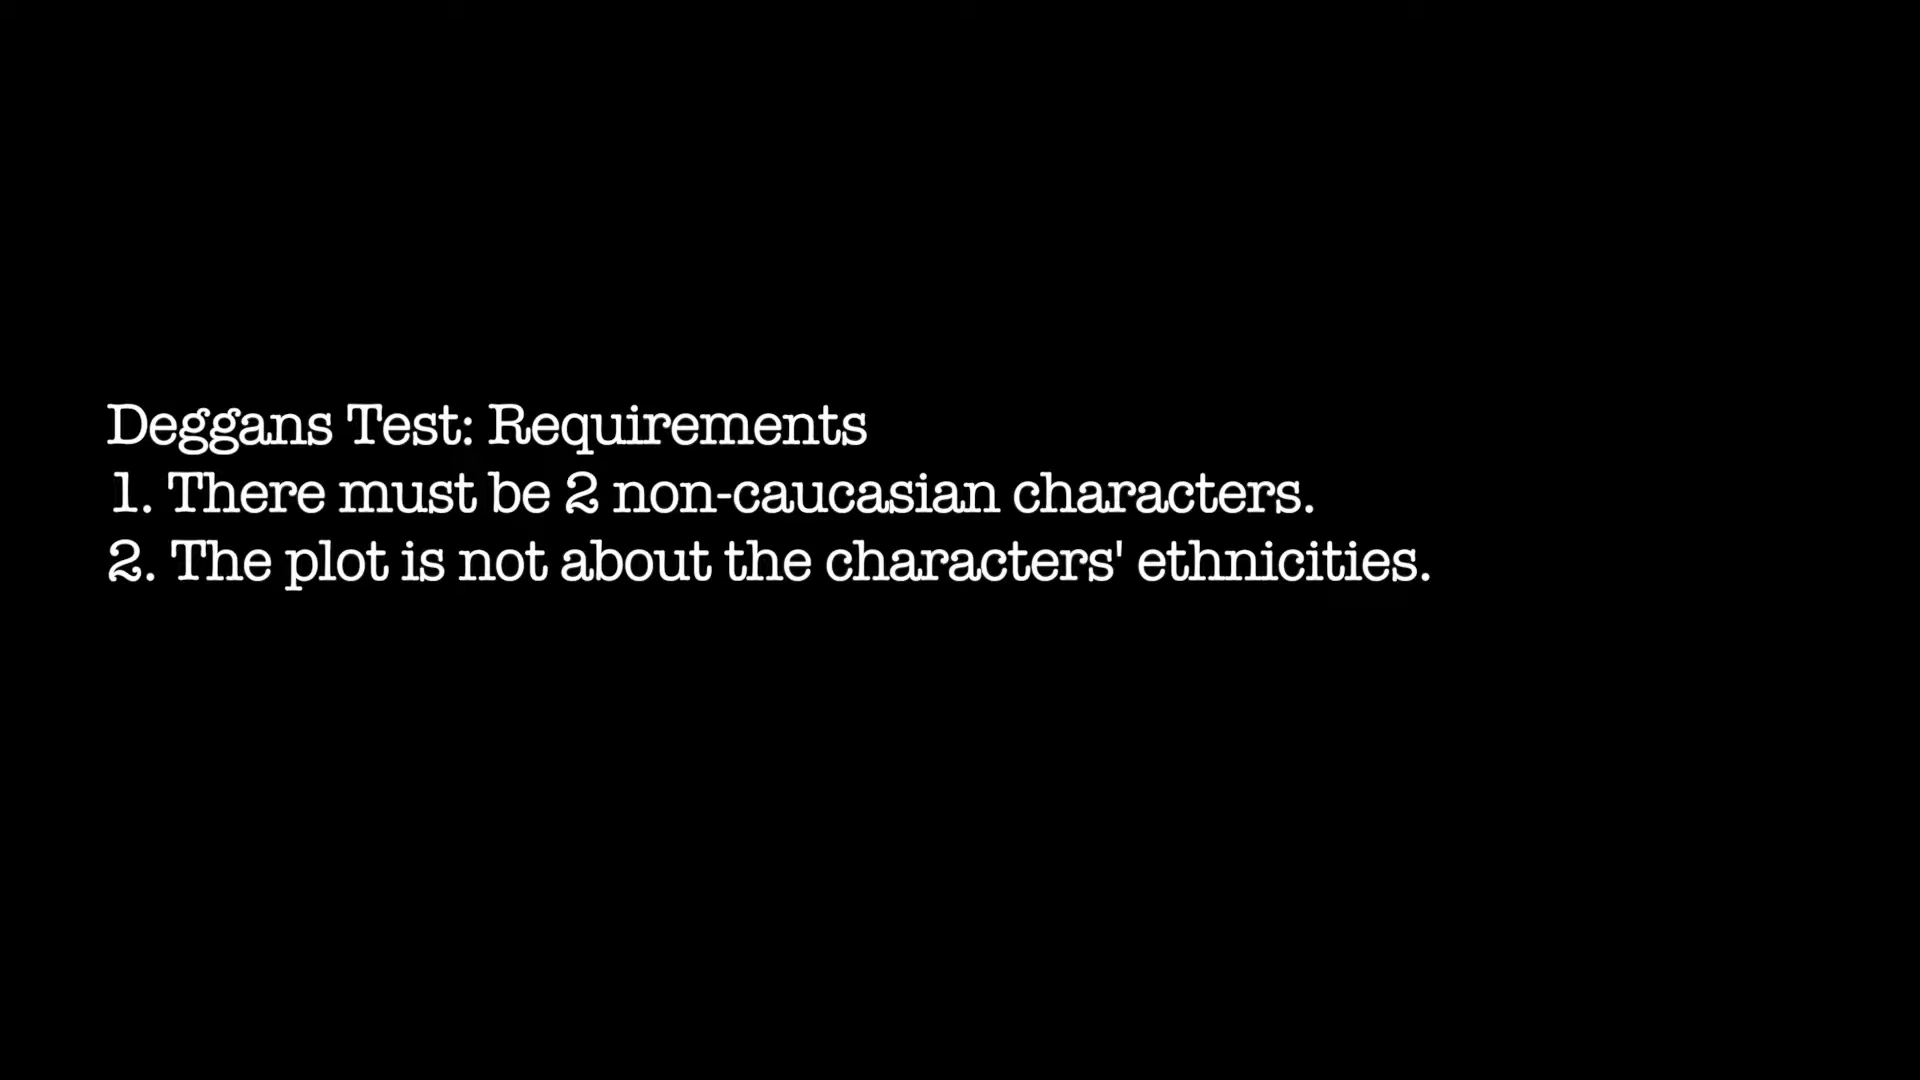 Deggans Test: Requirements
1. There must be 2 non-caucasian characters.
2. The plot is not about the characters' ethnicities.